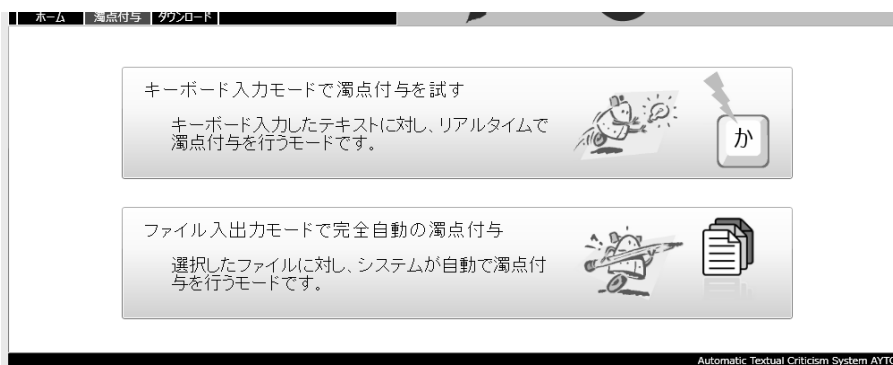 ホーム 濁点付与 ダウンロード
キーボード入力モードで濁点付与を試す
キーボード入力したテキストに対し、リアルタイムで
濁点付与を行うモードです。
か
ファイル入出力モードで完全自動の濁点付与
選択したファイルに対し、システムが自動で濁点付
与を行うモードです。
Automatic Textual Criticism System AYTC